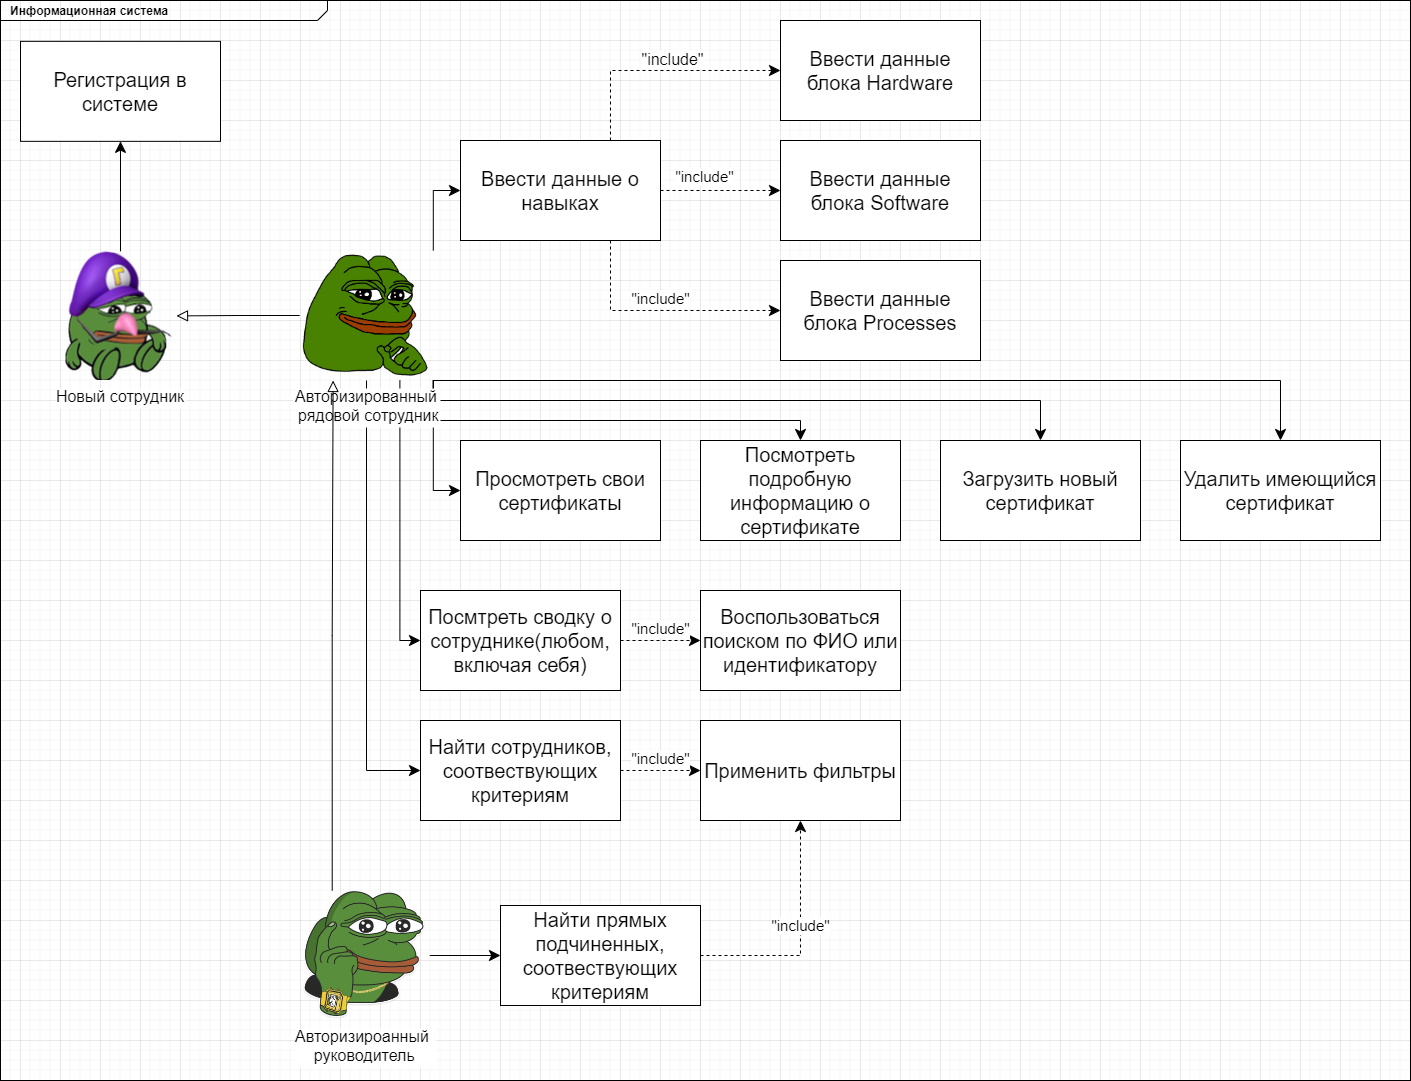 Информационная система
Регистрация в
системе
"include"
Ввести данные
блока Hardware
Ввести данные о
навыках
"include"
Ввести данные
блока Software
"include"
Ввести данные
блока Processes
Г
Новый сотрудник
Авторизированный
рядовой сотрудник
Просмотреть свои
сертификаты
Посмотреть
подробную
информацию о
сертификате
Загрузить новый
сертификат
Удалить имеющийся
сертификат
Посмтреть сводку о
сотруднике(любом,
включая себя)
"include"
Воспользоваться
поиском по ФИО или
идентификатору
Найти сотрудников,
соотвествующих
критериям
"include"
Применить фильтры
Найти прямых
подчиненных,
соотвествующих
критериям
"include"
Авторизироанный
руководитель